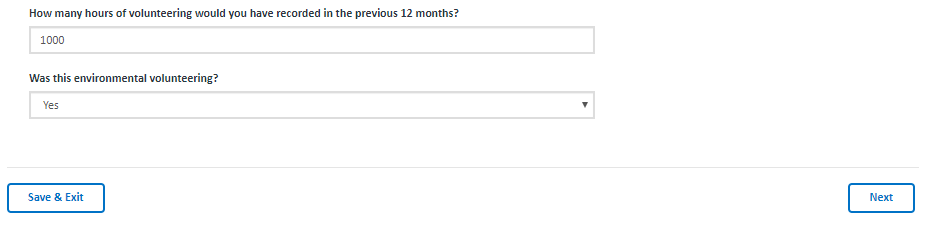 How many hours of volunteering would you have recorded in the previous 12 months?
1000
Was this environmental volunteering?
Yes
Save & Exit
Next